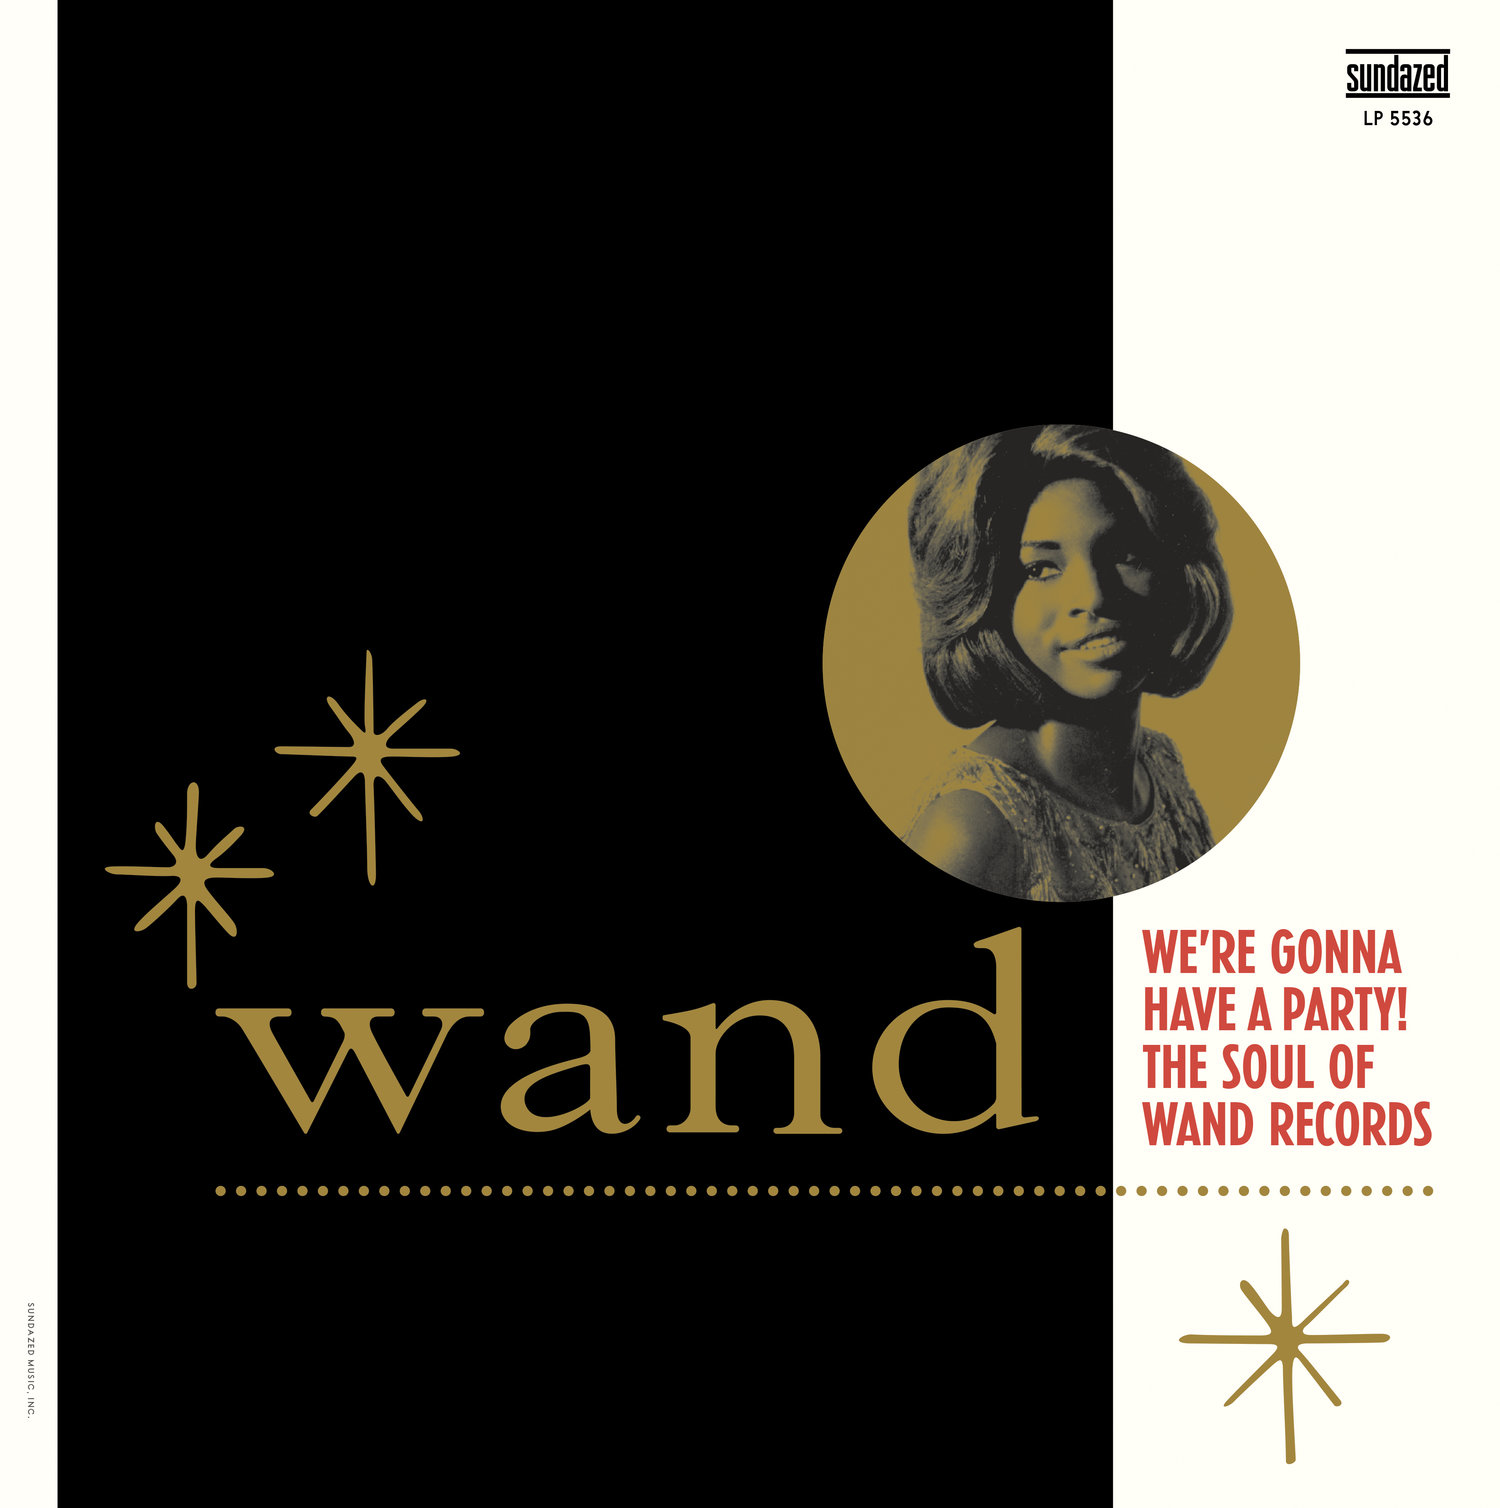 sundazed
LP 5536
wand
WE'RE GONNA
HAVE A PARTY!
THE SOUL OF
WAND RECORDS
SUNDAZED MUSIC, INC.